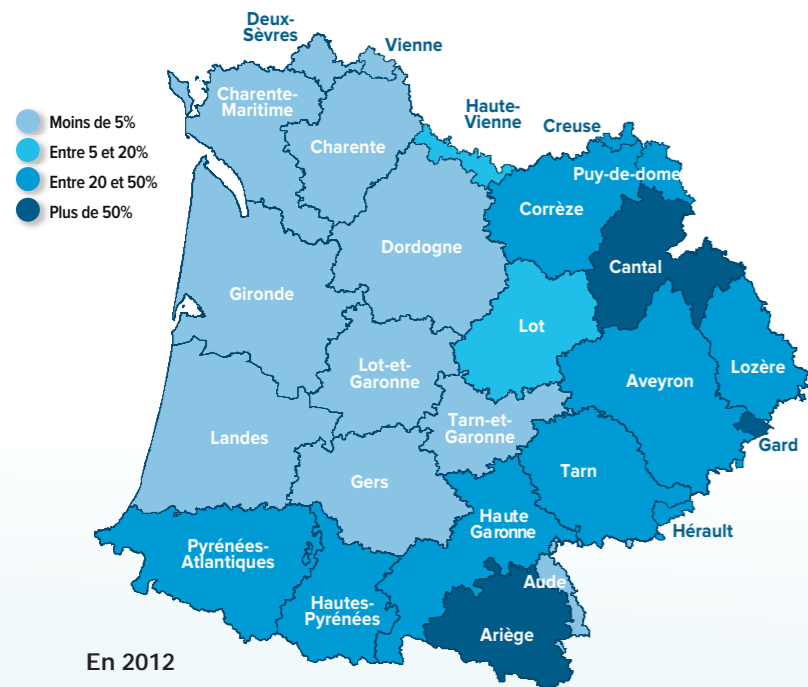 Deux-
Sèvres
Vienne
Charente-
Maritime
Haute-
Vienne
Creuse
Moins de 5%
Entre 5 et 20%
Entre 20 et 50%
Plus de 50%
Charente
Puy-de-dome
Corrèze
Dordogne
Cantal
Gironde
Lot
Lot-et-
Garonne
Aveyron
Lozère
Landes
Tarn-et-
Garonne
Gard
Gers
Tarn
Haute
Garonne
Hérault
Pyrénées-
Atlantiques
Aude
Hautes-
Pyrénées
Ariège
En 2012